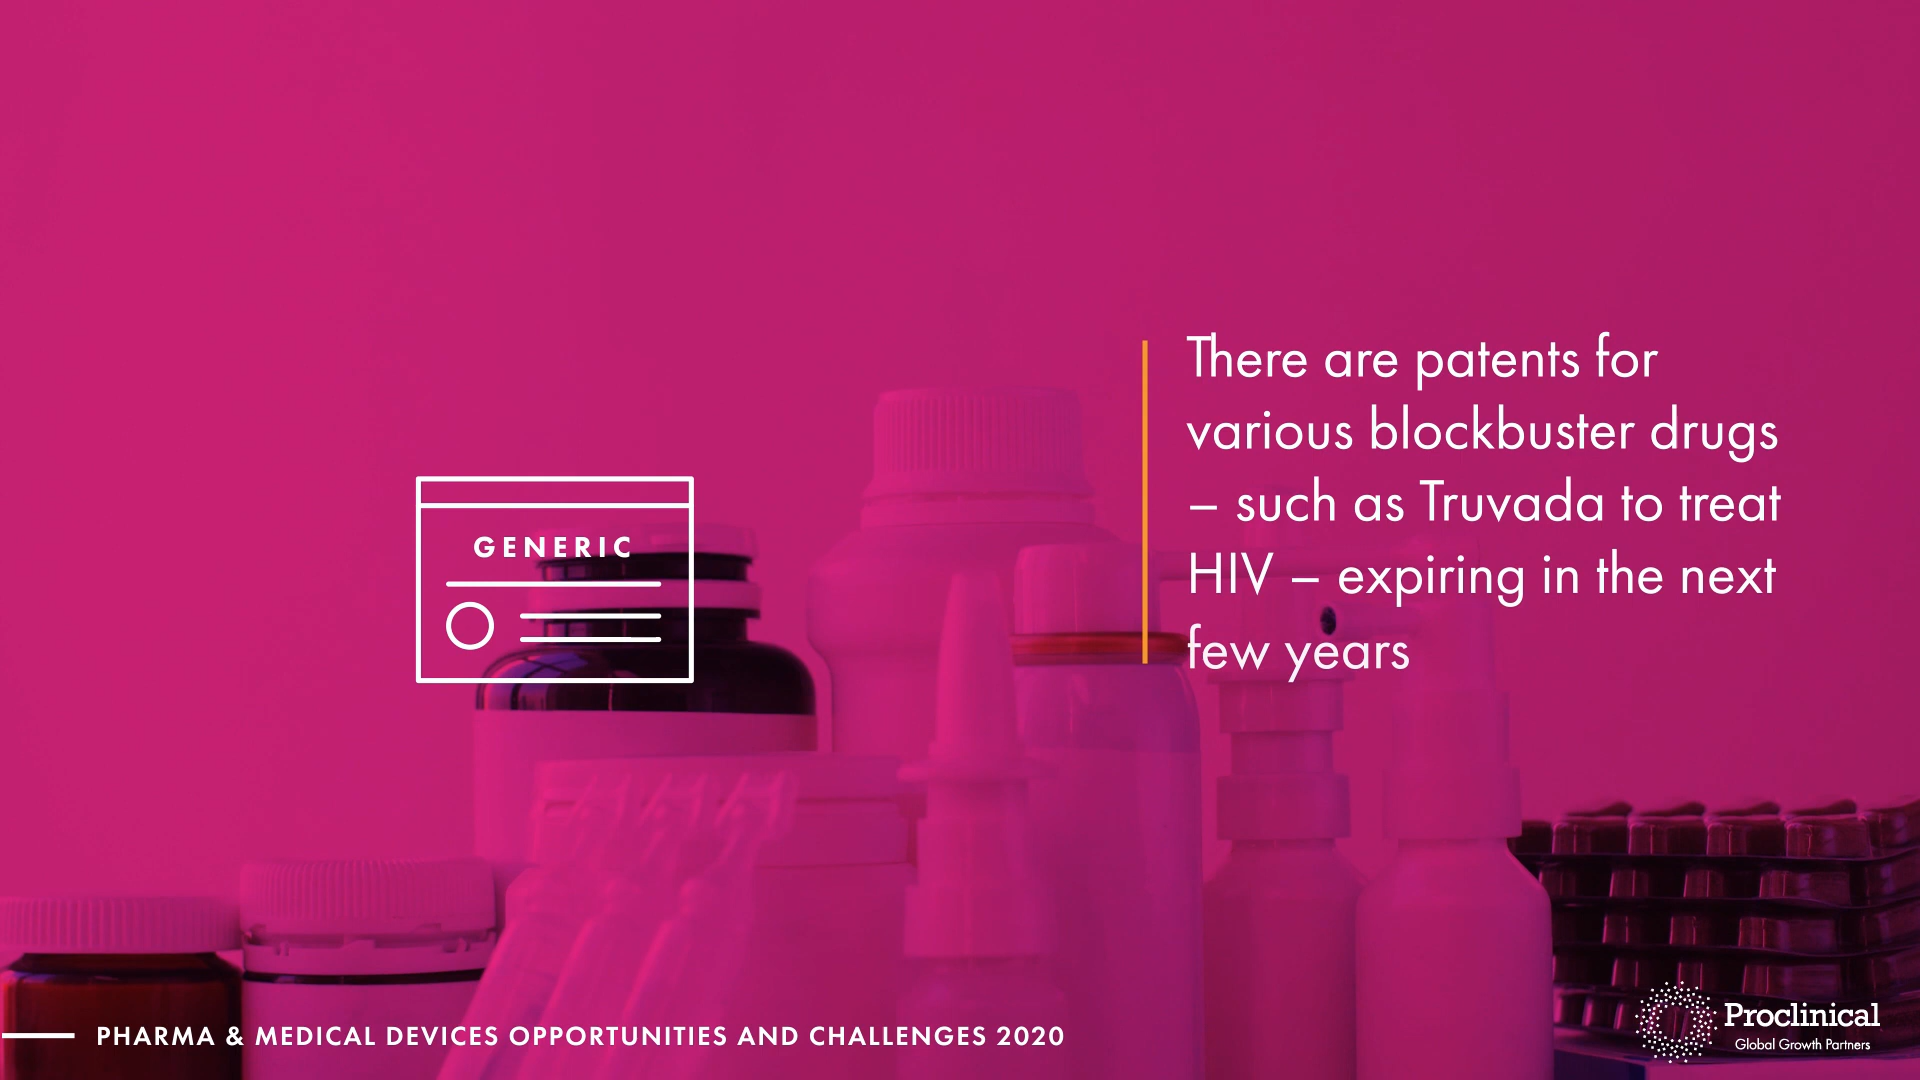 GENERIC
There are patents for
various blockbuster drugs
– such as Truvada to treat
HIV – expiring in the next
few years
PHARMA & MEDICAL DEVICES OPPORTUNITIES AND CHALLENGES 2020
Proclinical
Global Growth Partners